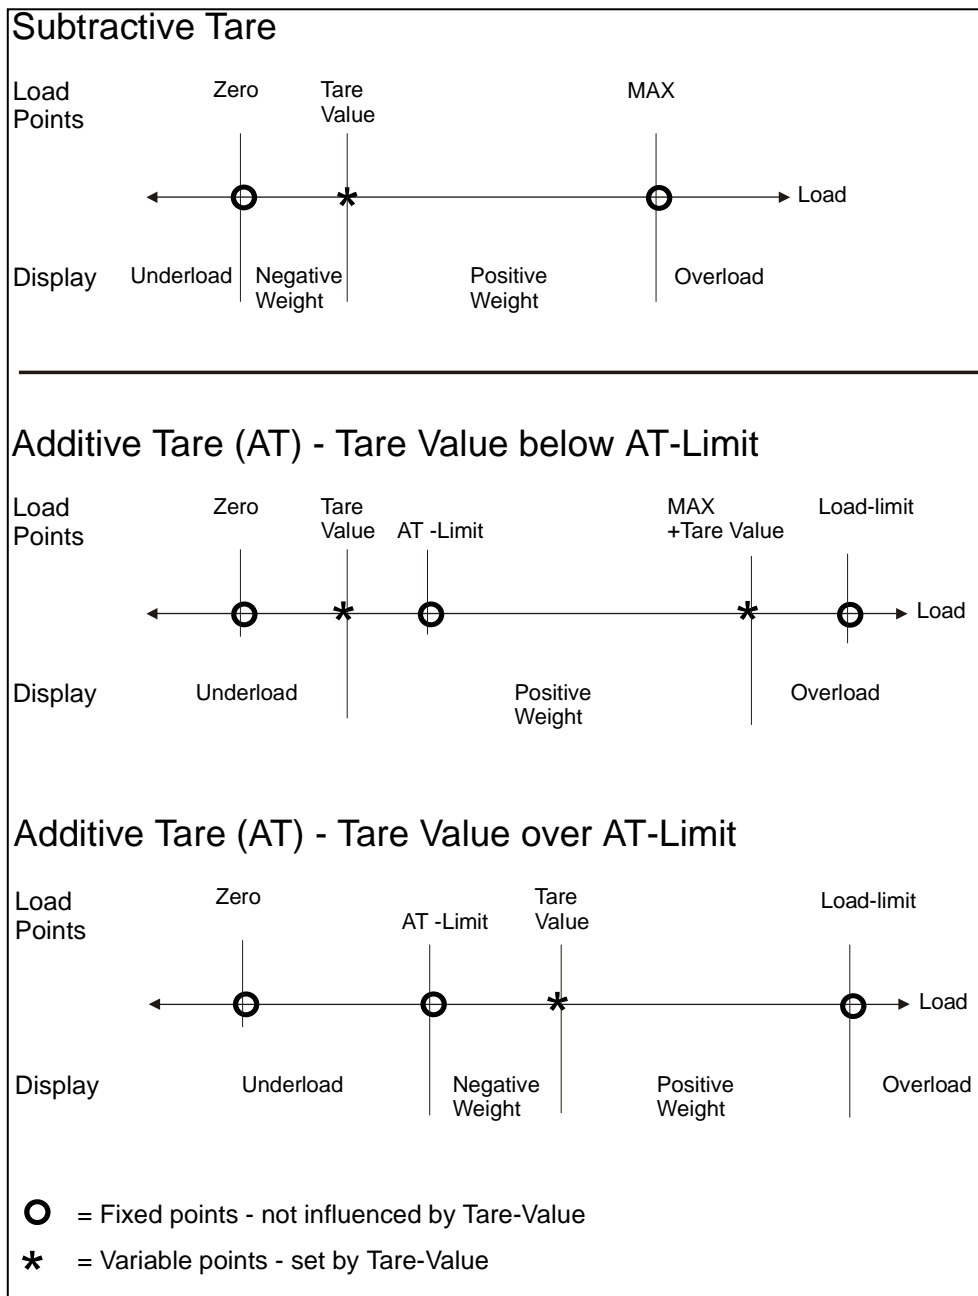 Subtractive Tare
Load Points
Zero
Tare Value
MAX
Load
Display
Underload
Negative Weight
Positive Weight
Overload
Additive Tare (AT) - Tare Value below AT-Limit
Load Points
Zero
Tare Value
AT -Limit
MAX +Tare Value
Load-limit
Load
Display
Underload
Positive Weight
Overload
Additive Tare (AT) - Tare Value over AT-Limit
Load Points
Zero
AT -Limit
Tare Value
Load-limit
Load
Display
Underload
Negative Weight
Positive Weight
Overload
= Fixed points - not influenced by Tare-Value
* = Variable points - set by Tare-Value